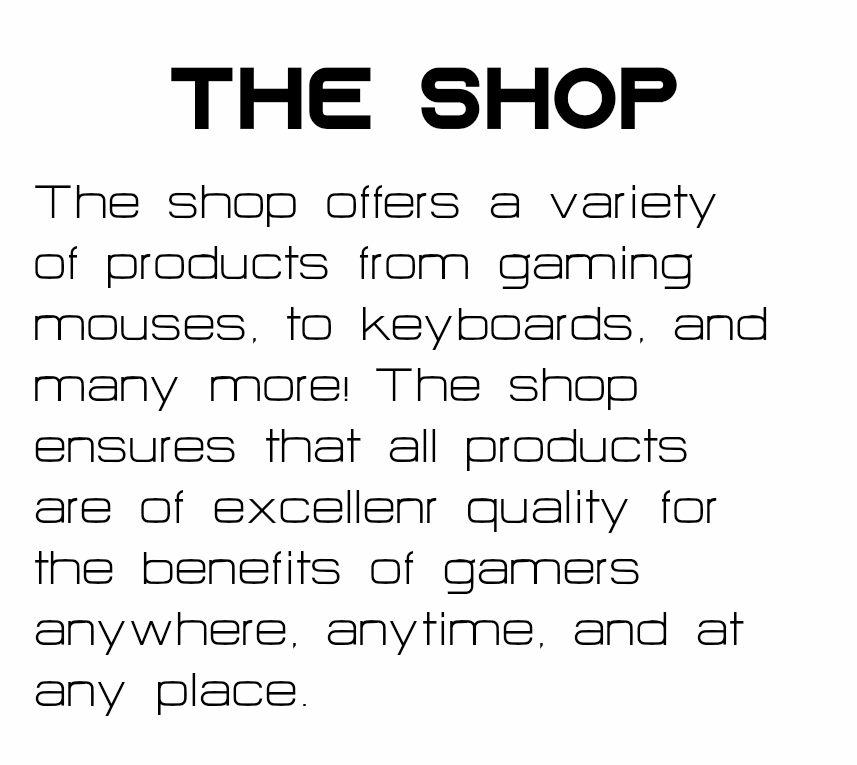 THE SHOP
The shop offers a variety
of products from gaming
mouses, to keyboards, and
many more! The shop
ensures that all products
are of excellenr quality for
the benefits of gamers
anywhere, anytime, and at
any place.